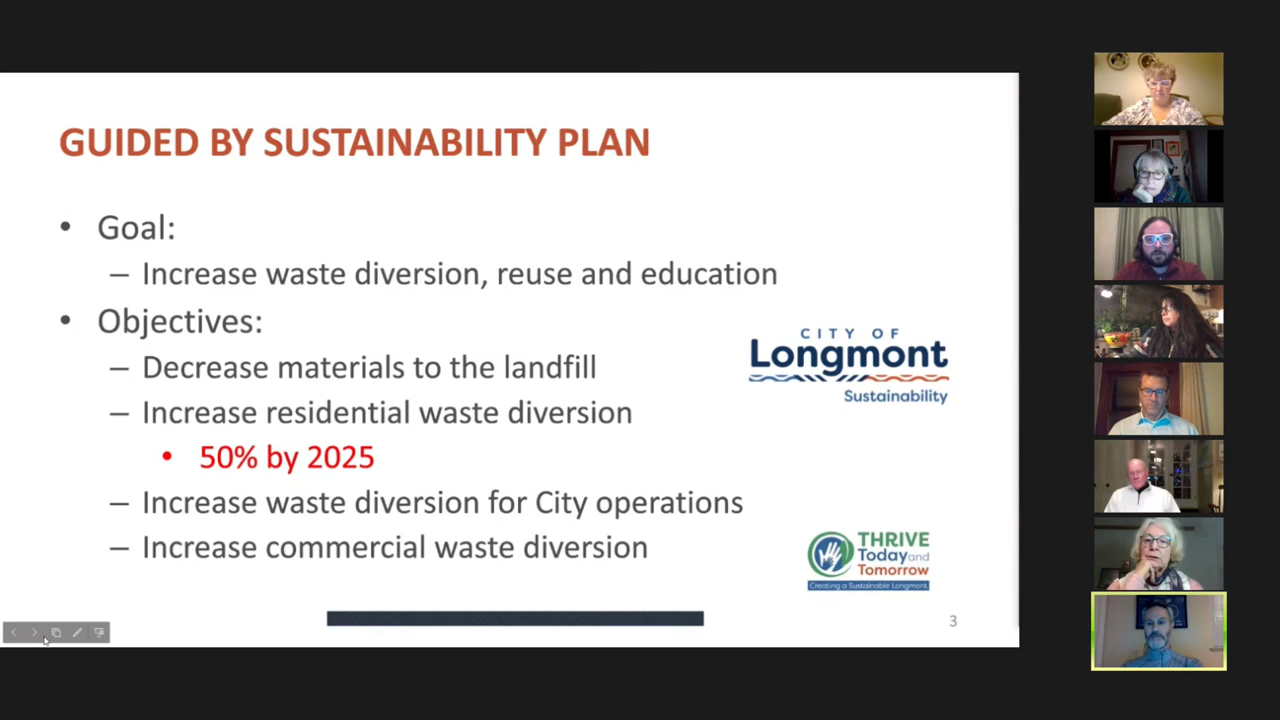 GUIDED BY SUSTAINABILITY PLAN
• Goal:
– Increase waste diversion, reuse and education
• Objectives:
– Decrease materials to the landfill
– Increase residential waste diversion
• 50% by 2025
– Increase waste diversion for City operations
– Increase commercial waste diversion
CITY OF
Longmont
Sustainability
THRIVE
Today and
Tomorrow
Creating a Sustainable Longmont
3